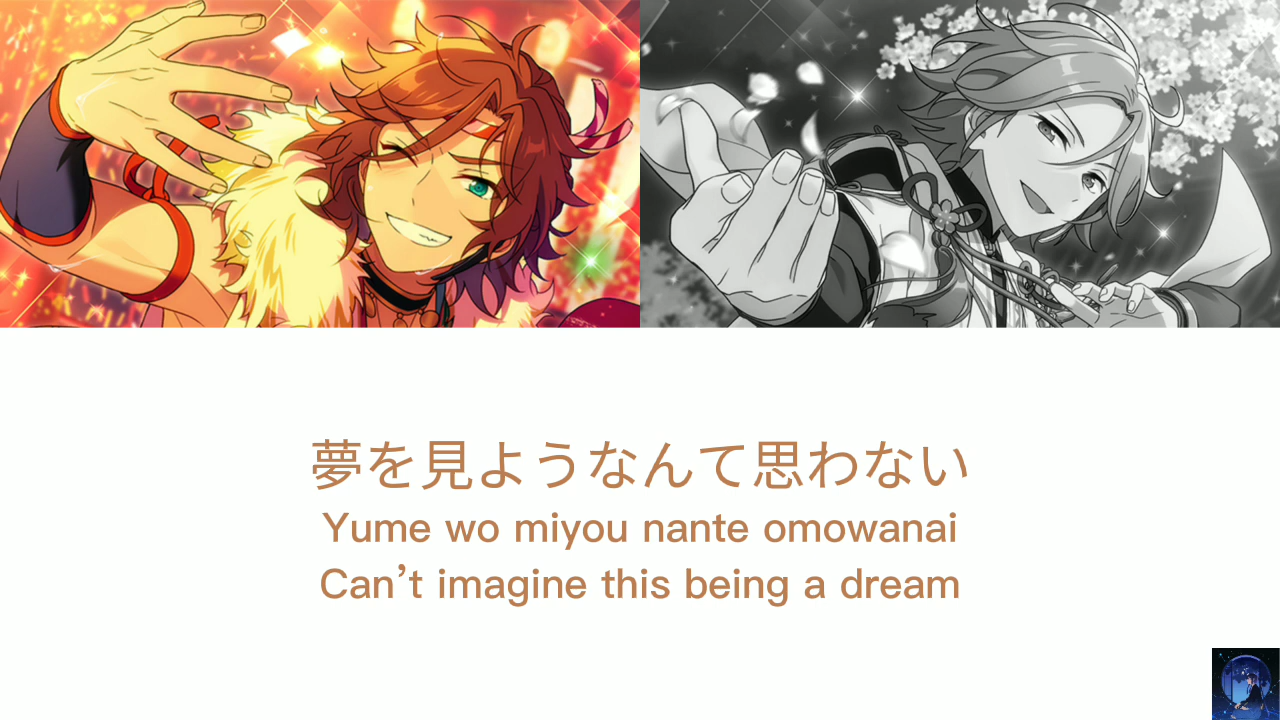 夢を見ようなんて思わない
Yume wo miyou nante omowanai
Can’t imagine this being a dream